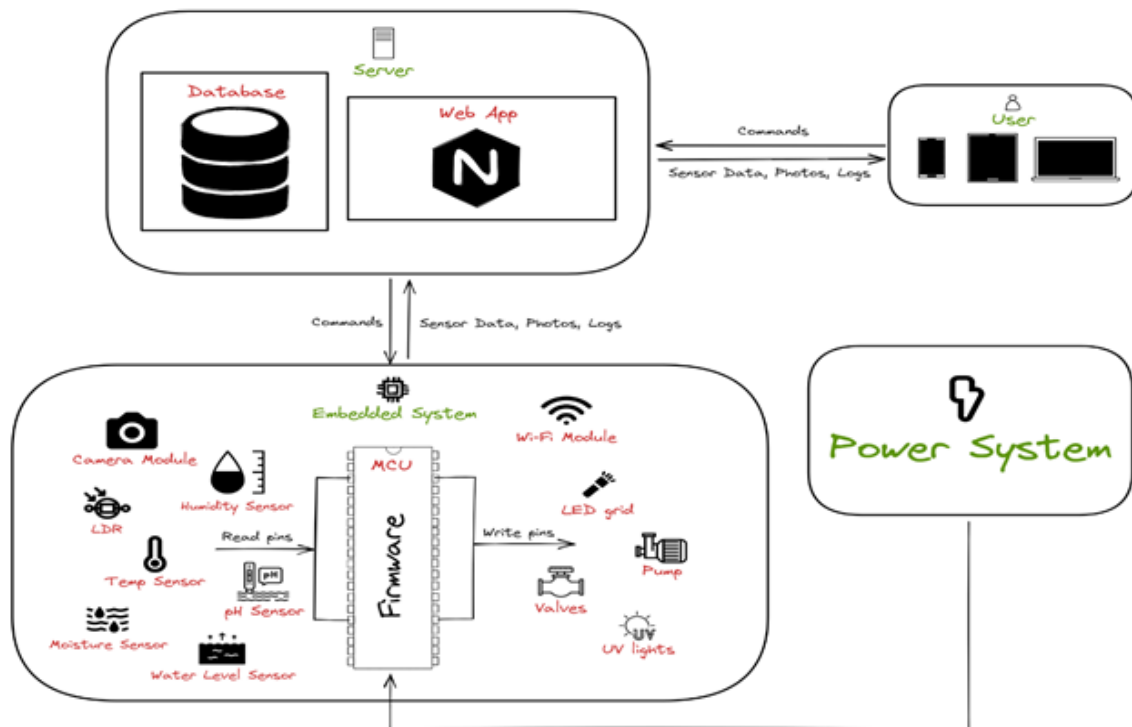 Server
Database
Web App
N
User
Commands
Sensor Data, Photos, Logs
Commands
Sensor Data, Photos, Logs
Embedded System
Camera Module
Humidity Sensor
LDR
Temp Sensor
pH
pH Sensor
Moisture Sensor
Water Level Sensor
Read pins
MCU
Firmware
Write pins
Wi-Fi Module
LED grid
Pump
Valves
UV
UV lights
Power System